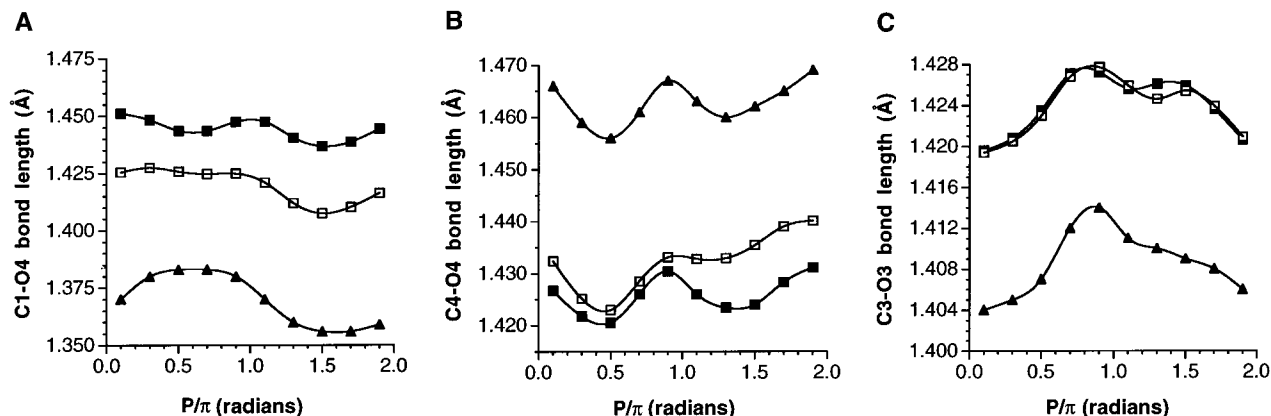 A
C1-O4 bond length (Å)
1.475
1.450
1.425
1.400
1.375
1.350
0.0 0.5 1.0 1.5 2.0
P/π (radians)
B
C4-O4 bond length (Å)
1.470
1.460
1.450
1.440
1.430
1.420
0.0 0.5 1.0 1.5 2.0
P/π (radians)
C
C3-O3 bond length (Å)
1.428
1.424
1.420
1.416
1.412
1.408
1.404
1.400
0.0 0.5 1.0 1.5 2.0
P/π (radians)